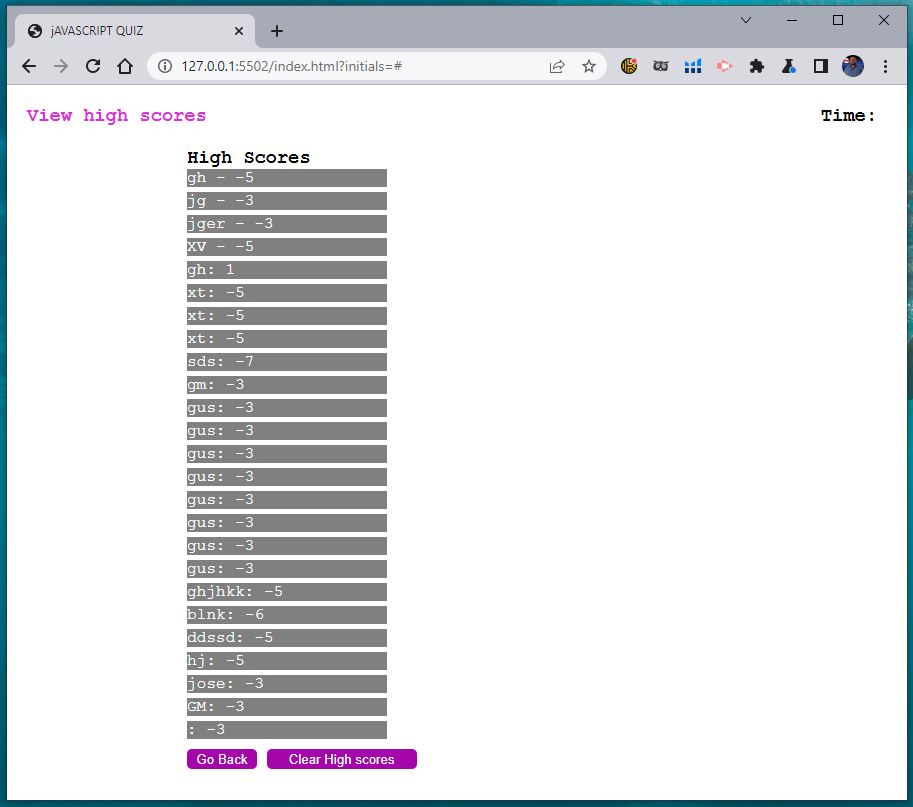 jAVASCRIPT QUIZ
127.0.0.1:5502/index.html?initials=#
View high scores
Time:
High Scores
gh - -5
jg - -3
jger - -3
XV - -5
gh: 1
xt: -5
xt: -5
xt: -5
sds: -7
gm: -3
gus: -3
gus: -3
gus: -3
gus: -3
gus: -3
gus: -3
gus: -3
gus: -3
ghjhkk: -5
blnk: -6
ddssd: -5
hj: -5
jose: -3
GM: -3
: -3
Go Back
Clear High scores